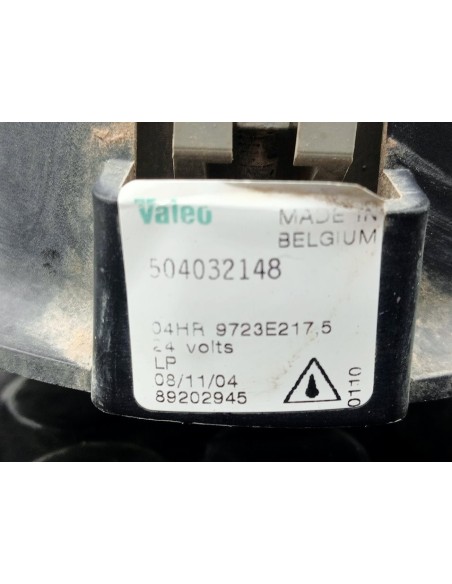 Valeo
MADE IN
BELGIUM
504032148
04HR 9723E217.5
24 volts
LP
08/11/04
89202945
0110